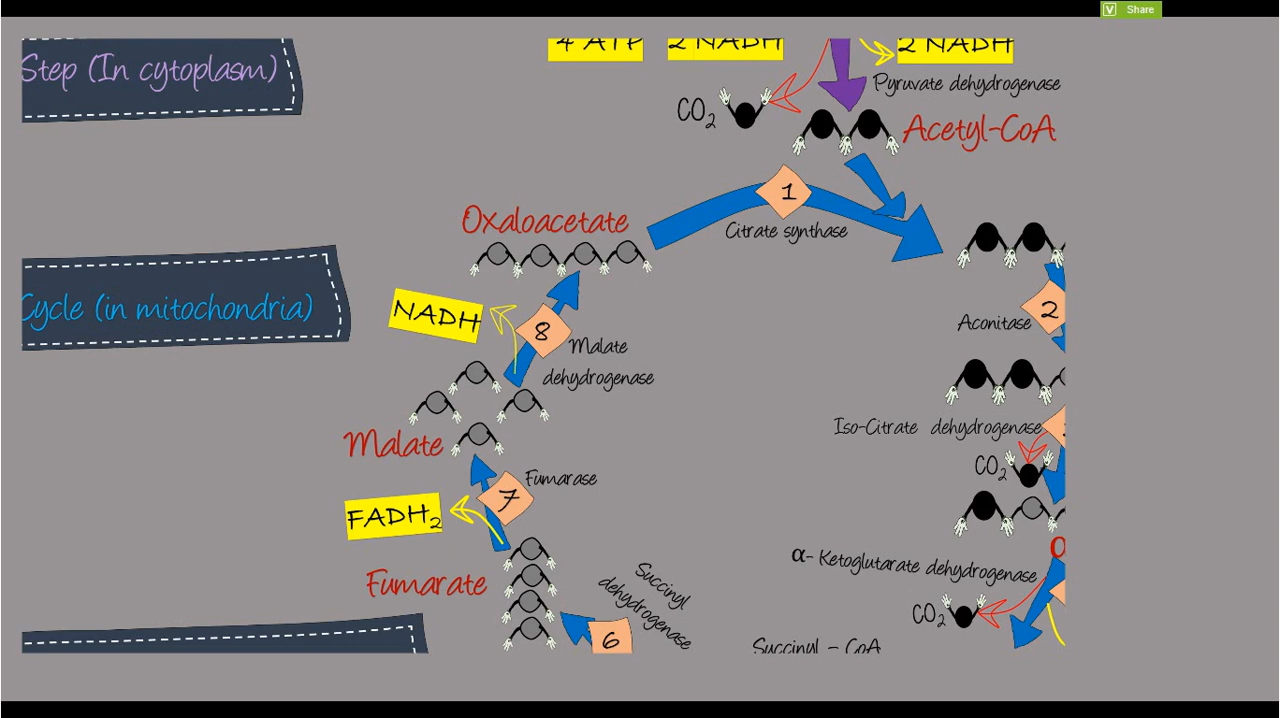 Share
Step (In cytoplasm)
4 ATP
2 NADH
2 NADH
Pyruvate dehydrogenase
CO2
Acetyl-CoA
1
Citrate synthase
Oxaloacetate
Cycle (in mitochondria)
NADH
8
Malate
dehydrogenase
2
Aconitase
Malate
Iso-Citrate dehydrogenase
CO2
7
Fumarase
FADH2
α- Ketoglutarate dehydrogenase
CO2
Fumarate
Succinyl
dehydrogenase
6
Succinyl - CoA